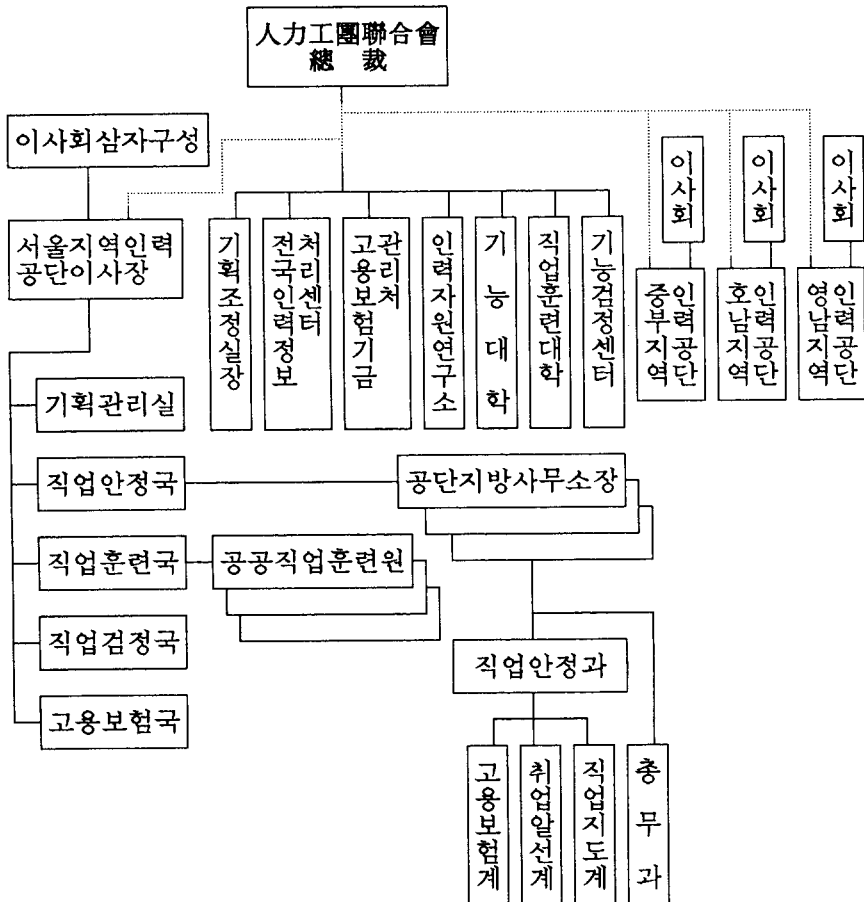 人力工團聯合會
總 裁
이사회삼자구성
이사회
이사회
이사회
서울지역인력
공단이사장
기획조정실장
전국인력정보
처리센터
고용보험기금
관리처
인력자원연구소
기능대학
직업훈련대학
기능검정센터
중부지역
인력공단
호남지역
인력공단
영남지역
인력공단
기획관리실
직업안정국
공단지방사무소장
직업훈련국
공공직업훈련원
직업검정국
직업안정과
고용보험국
고용보험계
취업알선계
직업지도계
총무과